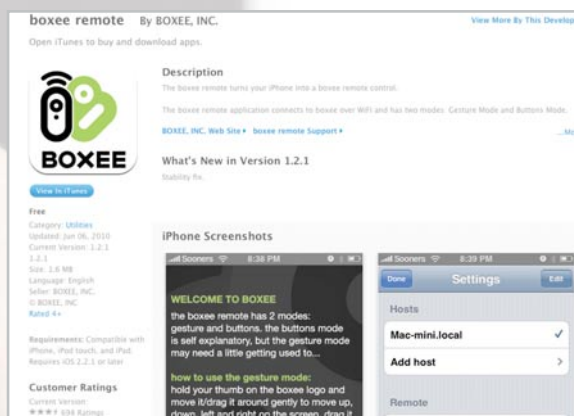 boxee remote By BOXEE, INC.
View More By This Develop
Open iTunes to buy and download apps.
BOXEE
Description
The boxee remote turns your iPhone into a boxee remote control.
The boxee remote application connects to boxee over WiFi and has two modes: Gesture Mode and Buttons Mode.
BOXEE, INC. Web Site boxee remote Support
...Mo
What's New in Version 1.2.1
Stability fix.
View In iTunes
Free
Category: Utilities
Updated: Jun 06, 2010
Current Version: 1.2.1
1.2.1
Size: 1.6 MB
Language: English
Seller: BOXEE, INC.
© BOXEE, INC
Rated 4+
Requirements: Compatible with
iPhone, iPod touch, and iPad.
Requires iOS 2.2.1 or later
Customer Ratings
Current Version:
694 Ratings
iPhone Screenshots
Sooners 8:38 PM
WELCOME TO BOXEE
the boxee remote has 2 modes:
gesture and buttons. the buttons mode
is self explanatory, but the gesture mode
may need a little getting used to...
how to use the gesture mode:
hold your thumb on the boxee logo and
move it/drag it around gently to move up,
down, left and right on the screen. drag it
Sooners 8:39 PM
Done Settings Edit
Hosts
Mac-mini.local
Add host
Remote